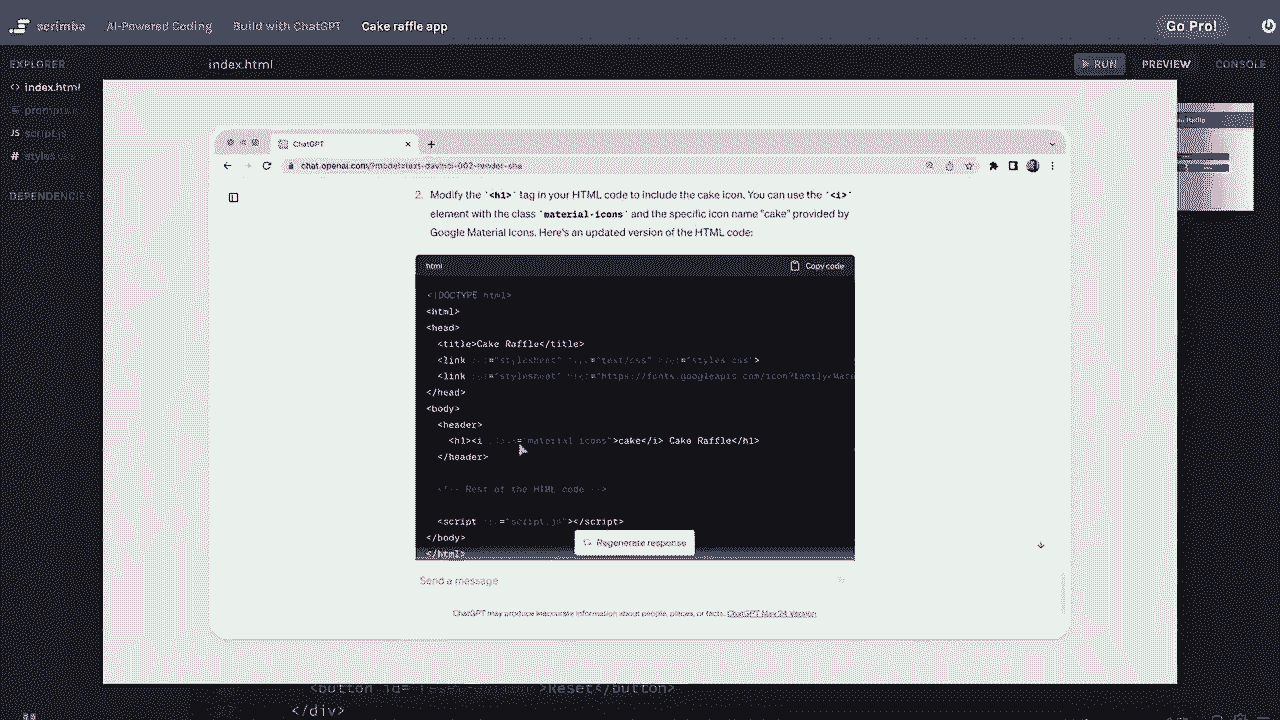 scrimba AI-Powered Coding Build with ChatGPT Cake raffle app Go Pro!
EXPLORER index.html RUN PREVIEW CONSOLE
<> index.html
JS script.js
# styles.css
DEPENDENCIES
ChatGPT
chat.openai.com/?model=text-davinci-002-render-sha
2. Modify the `<h1>` tag in your HTML code to include the cake icon. You can use the `<i>`
element with the class `material-icons` and the specific icon name "cake" provided by
Google Material Icons. Here's an updated version of the HTML code:
html Copy code
<!DOCTYPE html>
<html>
<head>
<title>Cake Raffle</title>
<link rel="stylesheet" type="text/css" href="styles.css">
<link rel="stylesheet" href="https://fonts.googleapis.com/icon?family=Mate
</head>
<body>
<header>
<h1><i class="material-icons">cake</i> Cake Raffle</h1>
</header>
<!-- Rest of the HTML code -->
<script src="script.js"></script>
</body>
</html>
Regenerate response
Send a message
ChatGPT may produce inaccurate information about people, places, or facts. ChatGPT May 24 Version
<button id= >Reset</button>
</div>